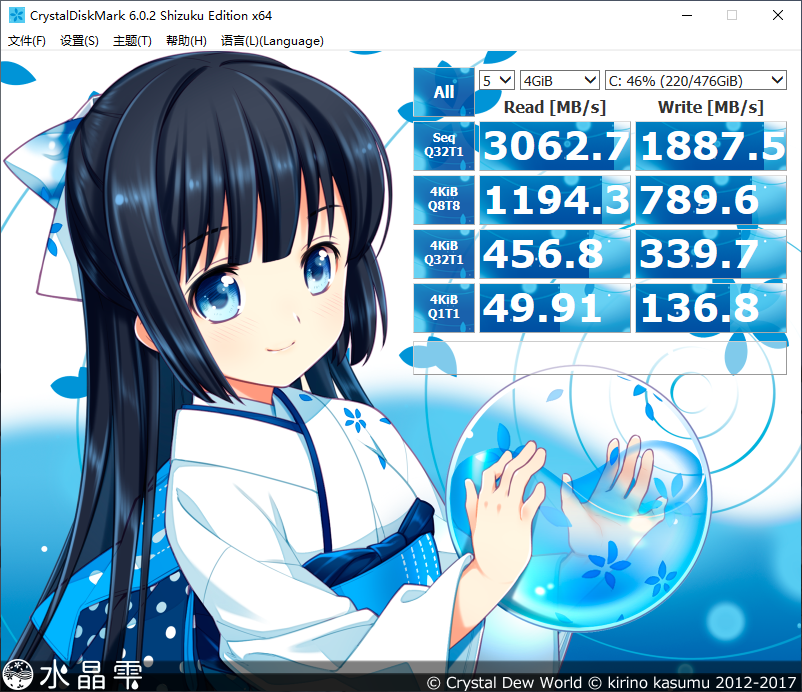 CrystalDiskMark 6.0.2 Shizuku Edition x64
文件(F) 设置(S) 主题(T) 帮助(H) 语言(L)(Language)
All 5 4GiB C: 46% (220/476GiB)
Read [MB/s] Write [MB/s]
Seq
Q32T1 3062.7 1887.5
4KiB
Q8T8 1194.3 789.6
4KiB
Q32T1 456.8 339.7
4KiB
Q1T1 49.91 136.8
水晶雫
© Crystal Dew World © kirino kasumu 2012-2017